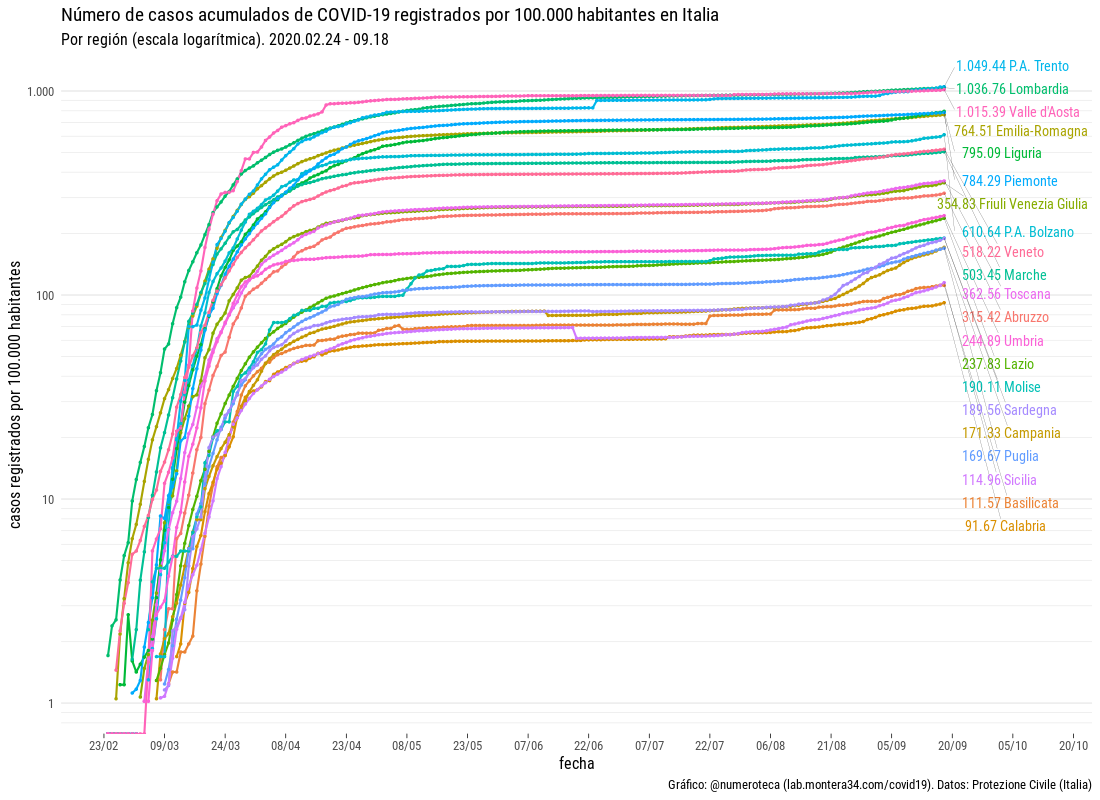 Número de casos acumulados de COVID-19 registrados por 100.000 habitantes en Italia
Por región (escala logarítmica). 2020.02.24 - 09.18
1.049.44 P.A. Trento
1.036.76 Lombardia
1.015.39 Valle d'Aosta
764.51 Emilia-Romagna
795.09 Liguria
784.29 Piemonte
354.83 Friuli Venezia Giulia
610.64 P.A. Bolzano
518.22 Veneto
503.45 Marche
362.56 Toscana
315.42 Abruzzo
244.89 Umbria
237.83 Lazio
190.11 Molise
189.56 Sardegna
171.33 Campania
169.67 Puglia
114.96 Sicilia
111.57 Basilicata
91.67 Calabria
casos registrados por 100.000 habitantes
1.000
100
10
1
23/02 09/03 24/03 08/04 23/04 08/05 23/05 07/06 22/06 07/07 22/07 06/08 21/08 05/09 20/09 05/10 20/10
fecha
Gráfico: @numeroteca (lab.montera34.com/covid19). Datos: Protezione Civile (Italia)